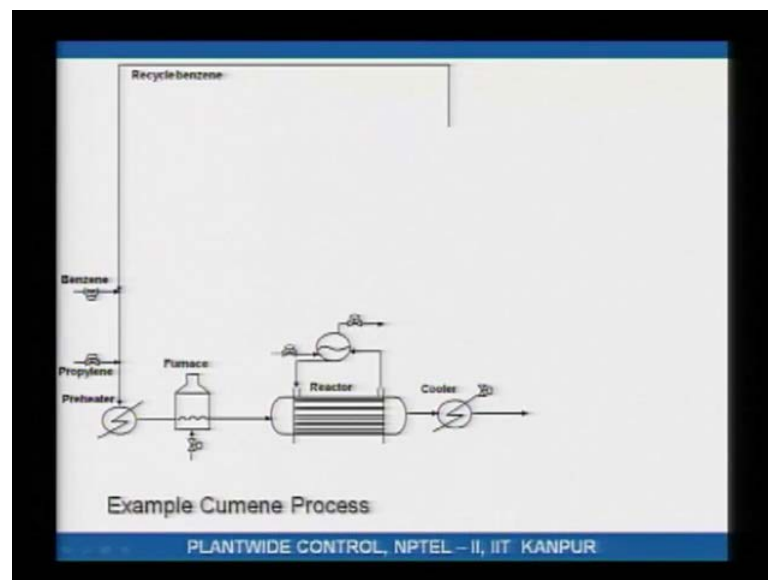 Recycle benzene
Benzene
Propylene
Furnace
Preheater
Reactor
Cooler
Example Cumene Process
PLANTWIDE CONTROL, NPTEL – II, IIT KANPUR